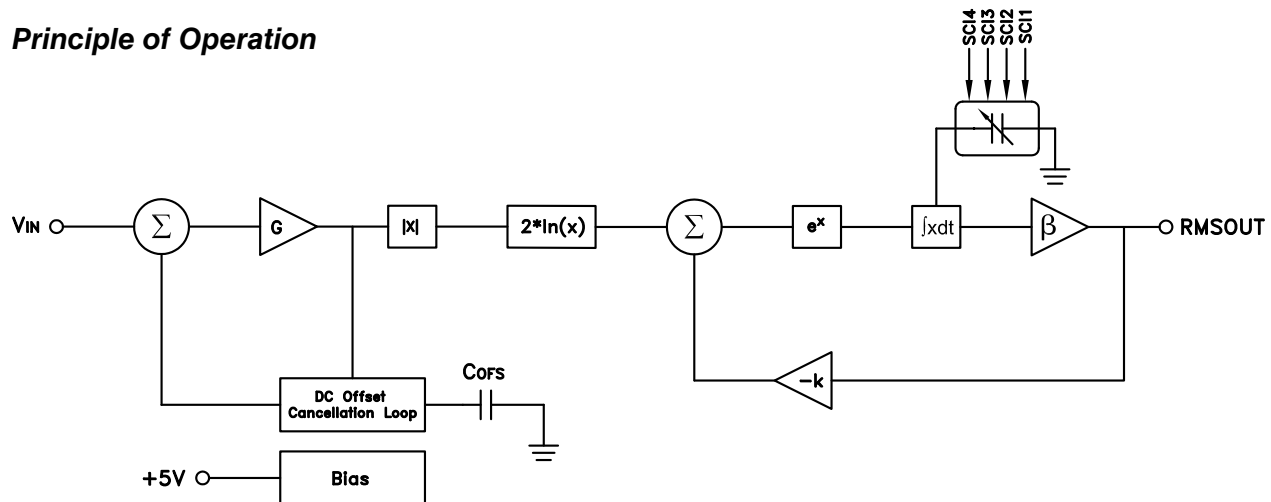 Principle of Operation
SCI4
SCI3
SCI2
SCI1
VIN
Σ
G
|x|
2*ln(x)
Σ
eˣ
∫xdt
β
RMSOUT
-k
DC Offset
Cancellation Loop
COFS
+5V
Bias